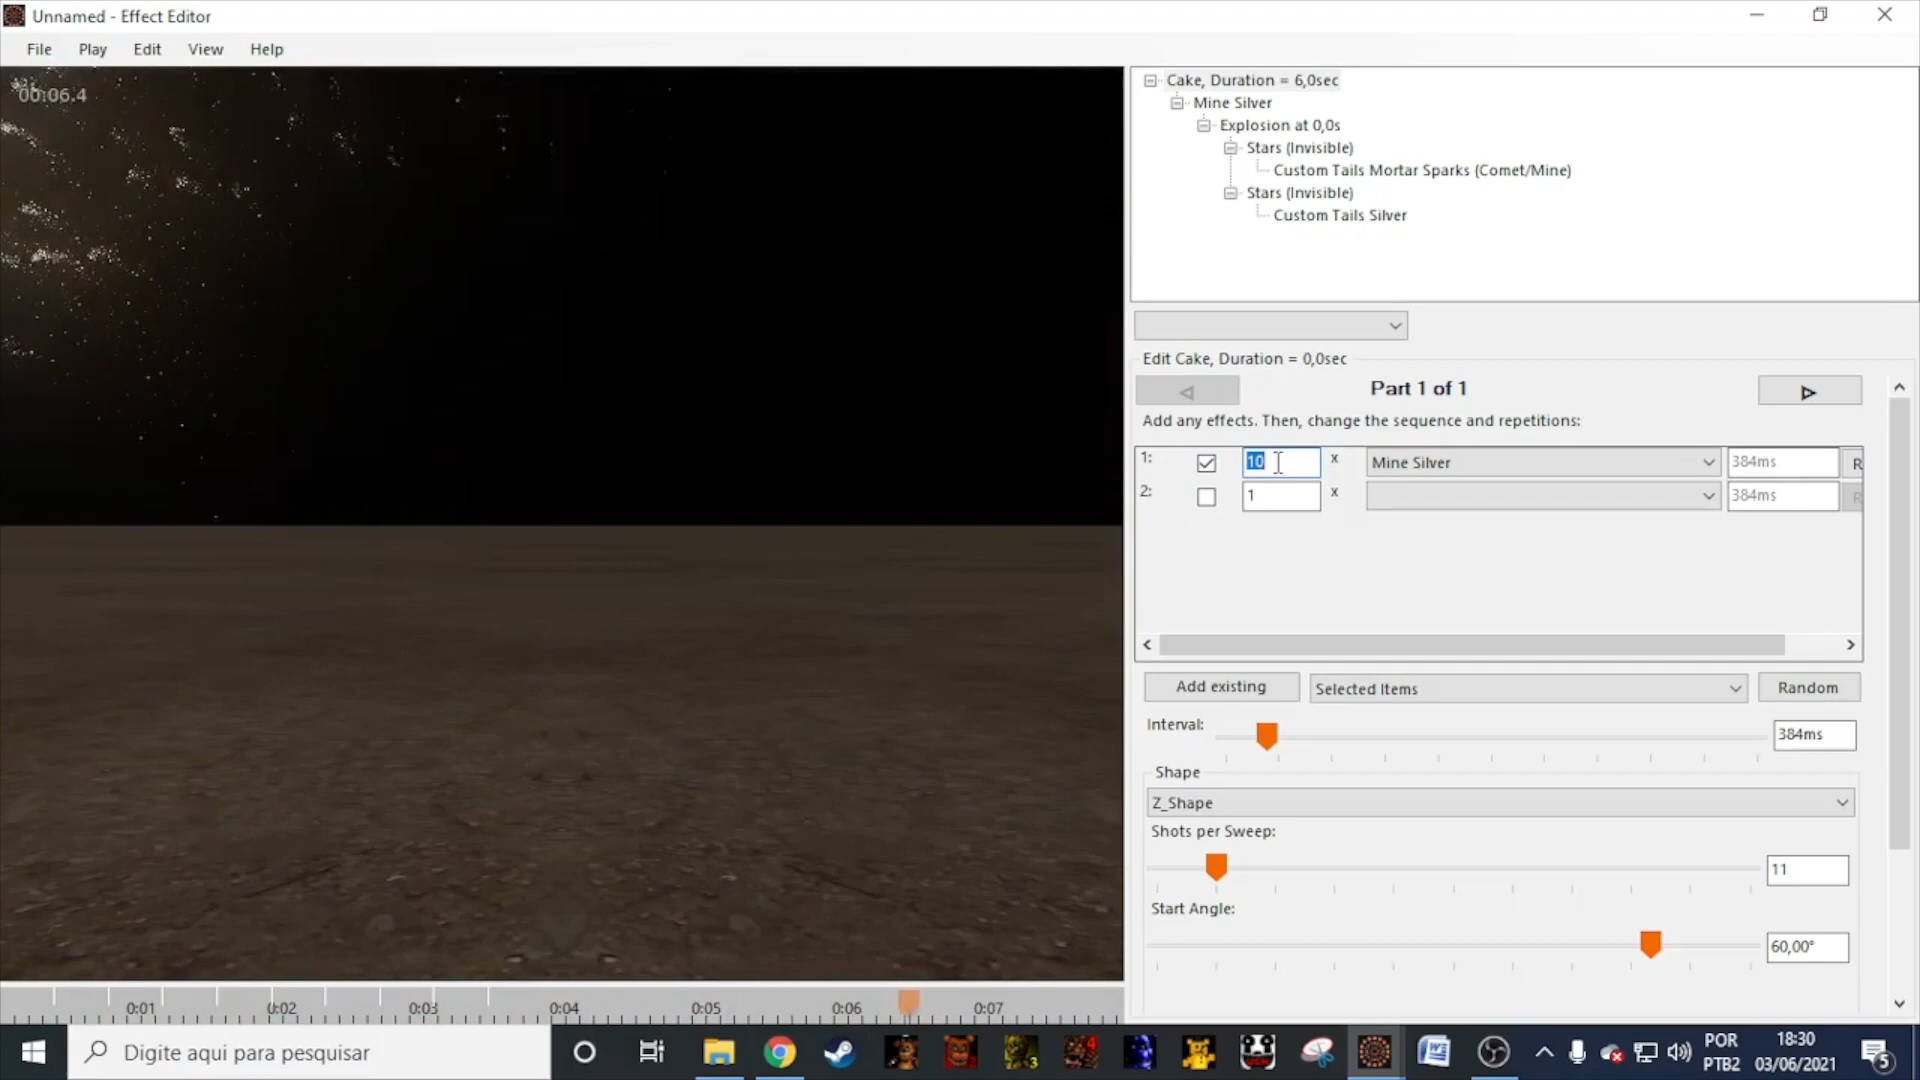 Unnamed - Effect Editor
File Play Edit View Help
00:06.4
Cake, Duration = 6,0sec
Mine Silver
Explosion at 0,0s
Stars (Invisible)
Custom Tails Mortar Sparks (Comet/Mine)
Stars (Invisible)
Custom Tails Silver
Edit Cake, Duration = 0,0sec
Part 1 of 1
Add any effects. Then, change the sequence and repetitions:
1: 10 x Mine Silver 384ms R
2: 1 x 384ms R
Add existing Selected Items Random
Interval: 384ms
Shape
Z_Shape
Shots per Sweep:
11
Start Angle:
60,00°
0:01 0:02 0:03 0:04 0:05 0:06 0:07
Digite aqui para pesquisar
POR
PTB2
18:30
03/06/2021
5